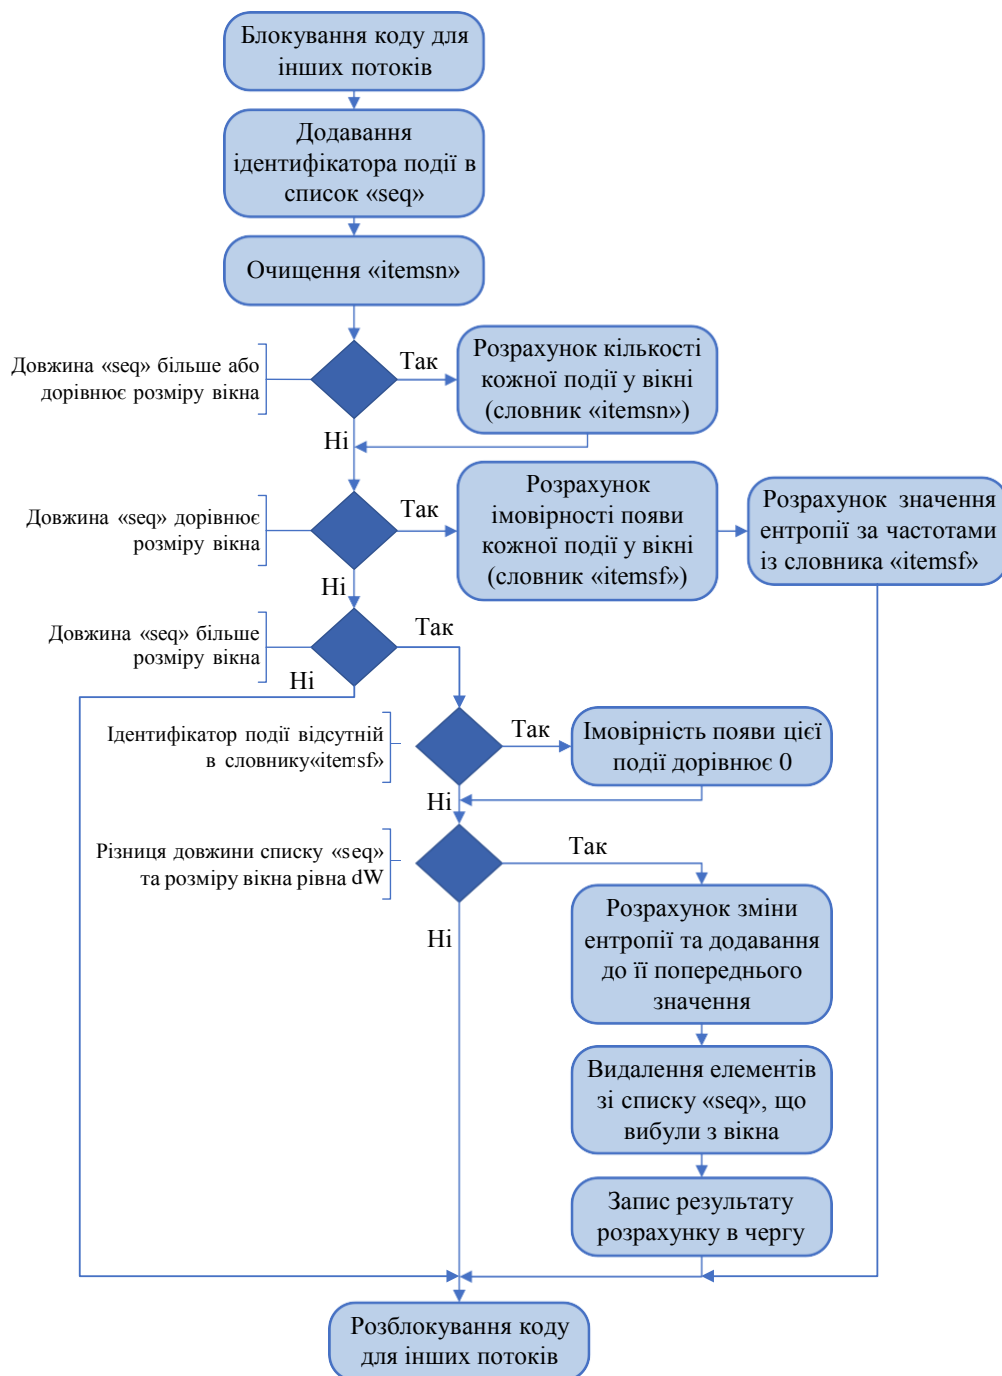 Блокування коду для
інших потоків
Додавання
ідентифікатора події в
список «seq»
Очищення «itemsn»
Довжина «seq» більше або
дорівнює розміру вікна
Так
Розрахунок кількості
кожної події у вікні
(словник «itemsn»)
Ні
Довжина «seq» дорівнює
розміру вікна
Так
Розрахунок
імовірності появи
кожної події у вікні
(словник «itemsf»)
Розрахунок значення
ентропії за частотами
із словника «itemsf»
Ні
Довжина «seq» більше
розміру вікна
Так
Ні
Ідентифікатор події відсутній
в словнику«itemsf»
Так
Імовірність появи цієї
події дорівнює 0
Ні
Різниця довжини списку «seq»
та розміру вікна рівна dW
Так
Ні
Розрахунок зміни
ентропії та додавання
до її попереднього
значення
Видалення елементів
зі списку «seq», що
вибули з вікна
Запис результату
розрахунку в чергу
Розблокування коду
для інших потоків